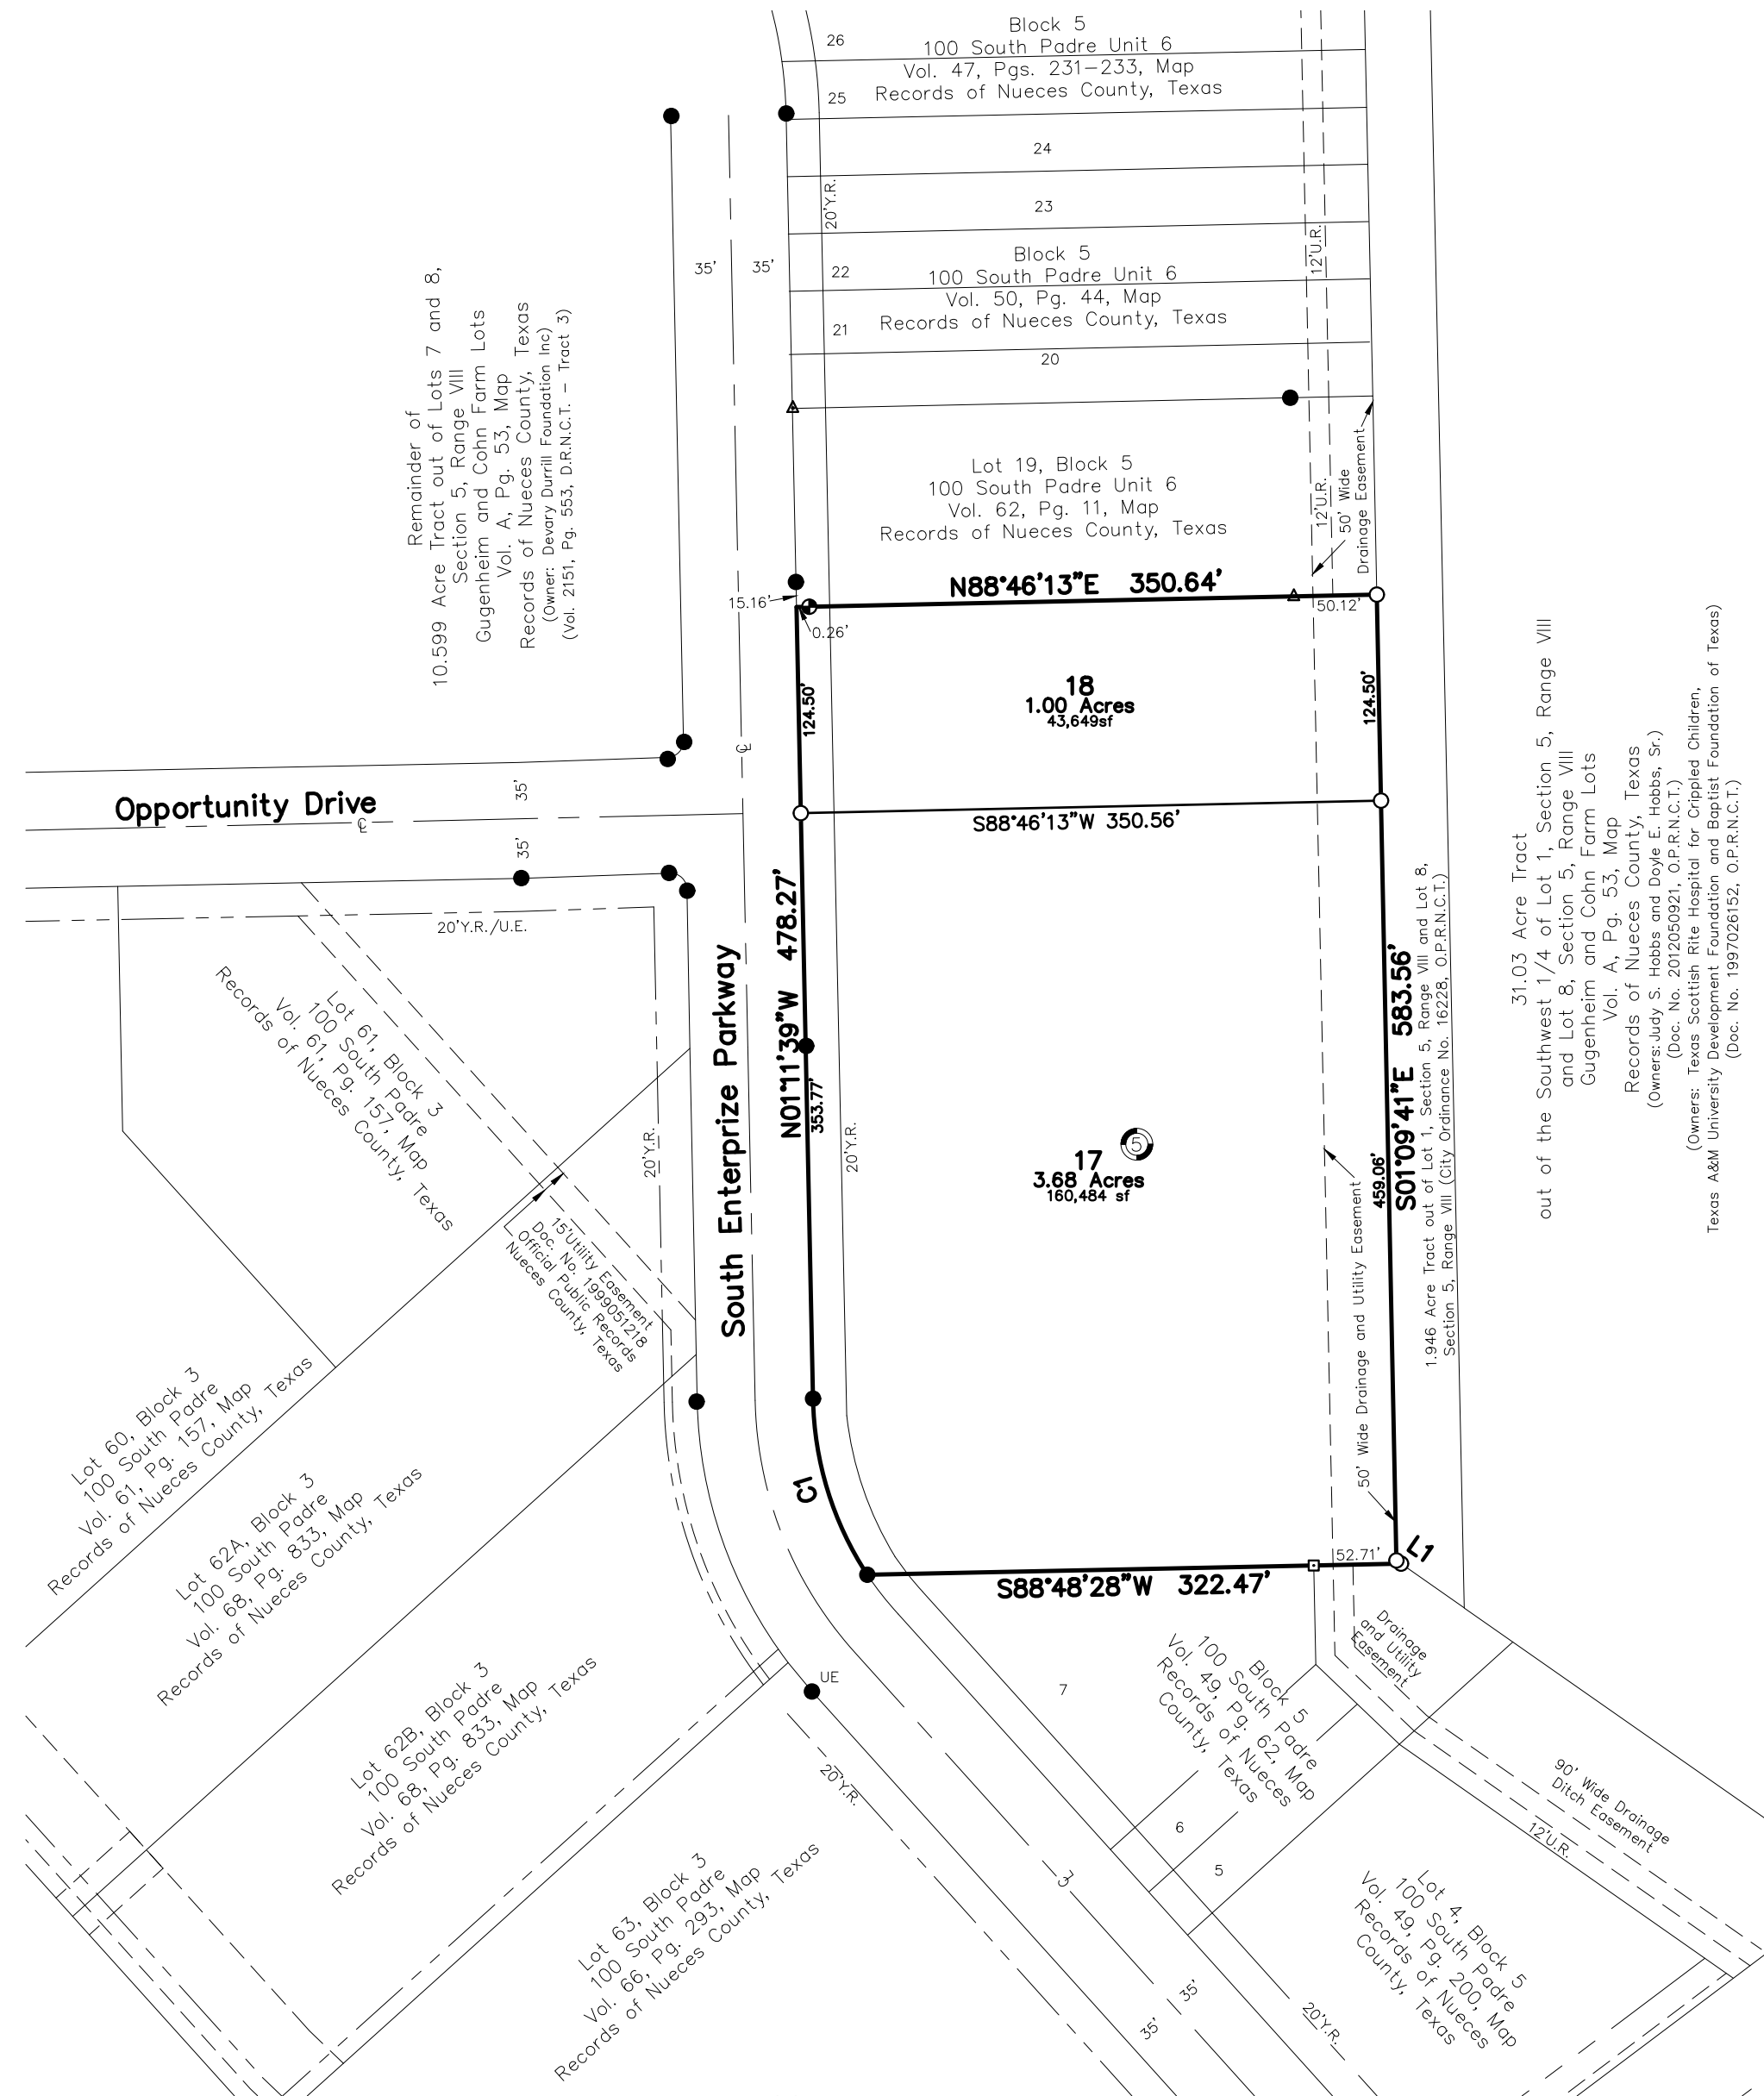 26
Block 5
100 South Padre Unit 6
Vol. 47, Pgs. 231-233, Map
25
Records of Nueces County, Texas
24
23
20'Y.R.
12'U.R.
35'
35'
22
Block 5
100 South Padre Unit 6
Vol. 50, Pg. 44, Map
21
Records of Nueces County, Texas
20
Remainder of
10.599 Acre Tract out of Lots 7 and 8,
Section 5, Range VIII
Gugenheim and Cohn Farm Lots
Vol. A, Pg. 53, Map
Records of Nueces County, Texas
(Owner: Devary Durrill Foundation Inc)
(Vol. 2151, Pg. 553, D.R.N.C.T. - Tract 3)
Lot 19, Block 5
100 South Padre Unit 6
Vol. 62, Pg. 11, Map
Records of Nueces County, Texas
12'U.R.
50' Wide
Drainage Easement
N88°46'13"E 350.64'
15.16'
0.26'
50.12'
124.50'
18
1.00 Acres
43,649sf
124.50'
℄
Opportunity Drive
℄
35'
35'
S88°46'13"W 350.56'
20'Y.R./U.E.
South Enterprize Parkway
N01°11'39"W 478.27'
353.77'
20'Y.R.
20'Y.R.
17
5
3.68 Acres
160,484 sf
50' Wide Drainage and Utility Easement
459.06'
S01°09'41"E 583.56'
1.946 Acre Tract out of Lot 1, Section 5, Range VIII and Lot 8,
Section 5, Range VIII (City Ordinance No. 16228, O.P.R.N.C.T.)
31.03 Acre Tract
out of the Southwest 1/4 of Lot 1, Section 5, Range VIII
and Lot 8, Section 5, Range VIII
Gugenheim and Cohn Farm Lots
Vol. A, Pg. 53, Map
Records of Nueces County, Texas
(Owners: Judy S. Hobbs and Doyle E. Hobbs, Sr.)
(Doc. No. 2012050921, O.P.R.N.C.T.)
(Owners: Texas Scottish Rite Hospital for Crippled Children,
Texas A&M University Development Foundation and Baptist Foundation of Texas)
(Doc. No. 1997026152, O.P.R.N.C.T.)
Lot 61, Block 3
100 South Padre
Vol. 61, Pg. 157, Map
Records of Nueces County, Texas
15'Utility Easement
Doc. No. 1999051218
Official Public Records
Nueces County, Texas
Lot 60, Block 3
100 South Padre
Vol. 61, Pg. 157, Map
Records of Nueces County, Texas
Lot 62A, Block 3
100 South Padre
Vol. 68, Pg. 833, Map
Records of Nueces County, Texas
C1
L1
52.71'
S88°48'28"W 322.47'
Lot 62B, Block 3
100 South Padre
Vol. 68, Pg. 833, Map
Records of Nueces County, Texas
UE
20'Y.R.
7
Block 5
100 South Padre
Vol. 49, Pg. 62, Map
Records of Nueces
County, Texas
Drainage
and Utility
Easement
6
5
90' Wide Drainage
Ditch Easement
12'U.R.
Lot 63, Block 3
100 South Padre
Vol. 66, Pg. 293, Map
Records of Nueces County, Texas
Lot 4, Block 5
100 South Padre
Vol. 49, Pg. 200, Map
Records of Nueces
County, Texas
35'
35'
20'Y.R.